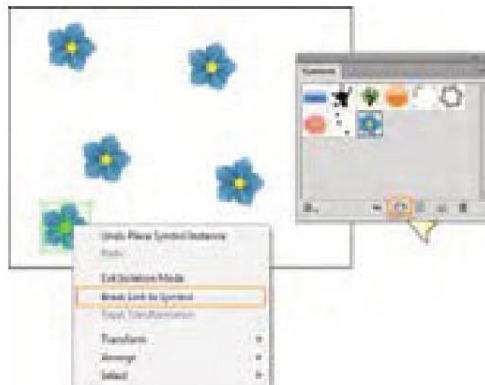 Symbols
Undo Place Symbol Instance
Redo
Exit Isolation Mode
Break Link to Symbol
Reset Transformation
Transform
Arrange
Select